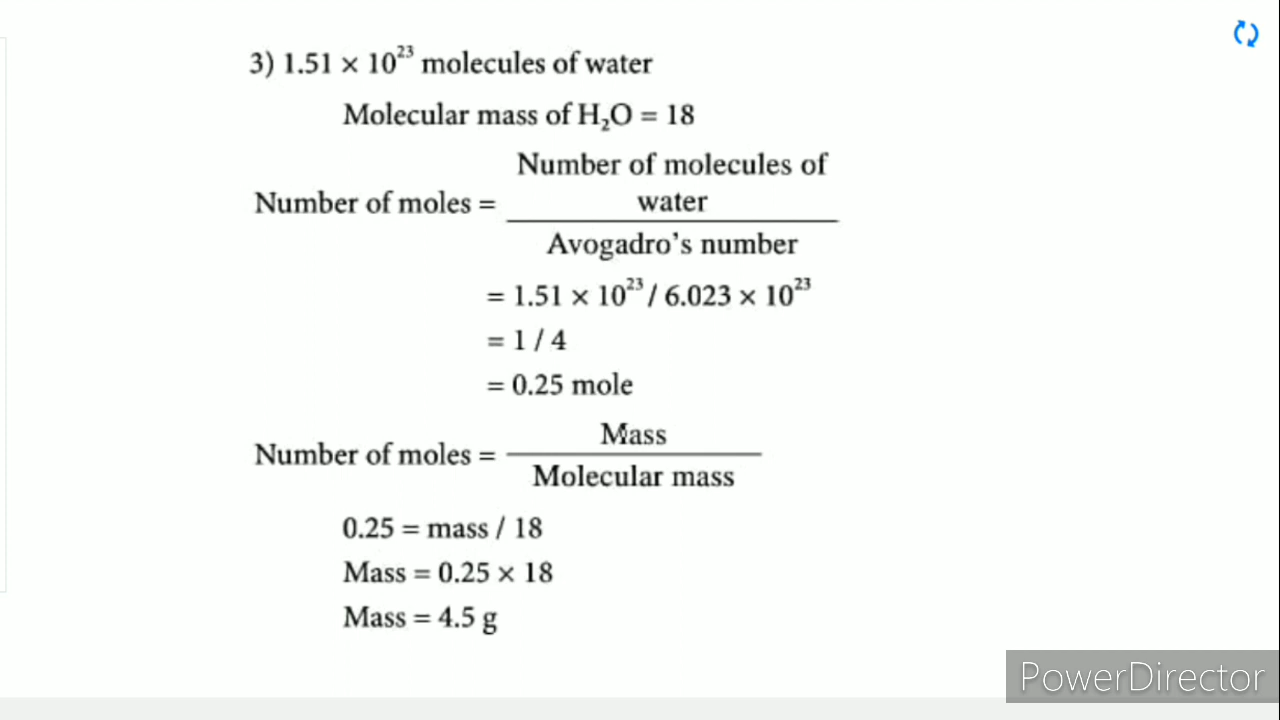 3) 1.51 × 10²³ molecules of water
Molecular mass of H₂O = 18
Number of molecules of
water
Number of moles =
Avogadro's number
= 1.51 × 10²³ / 6.023 × 10²³
= 1 / 4
= 0.25 mole
Number of moles =
Mass
Molecular mass
0.25 = mass / 18
Mass = 0.25 × 18
Mass = 4.5 g
PowerDirector